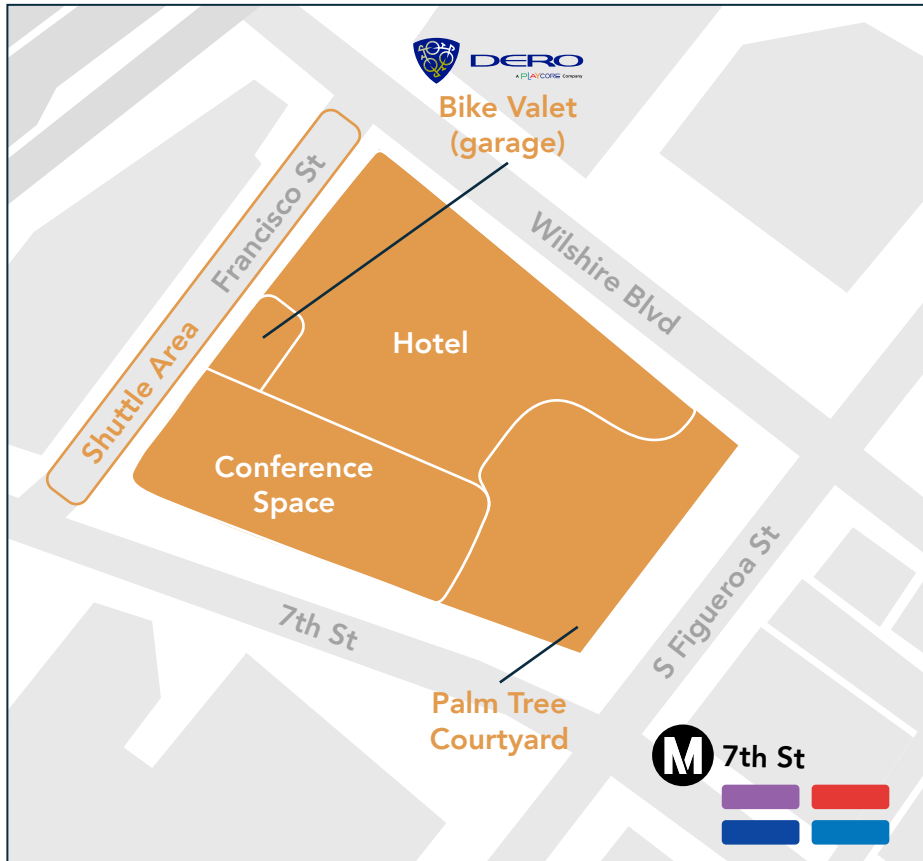 DERO
A PLAYCORE Company
Bike Valet
(garage)
Francisco St
Shuttle Area
Wilshire Blvd
Hotel
Conference
Space
7th St
S Figueroa St
Palm Tree
Courtyard
M 7th St